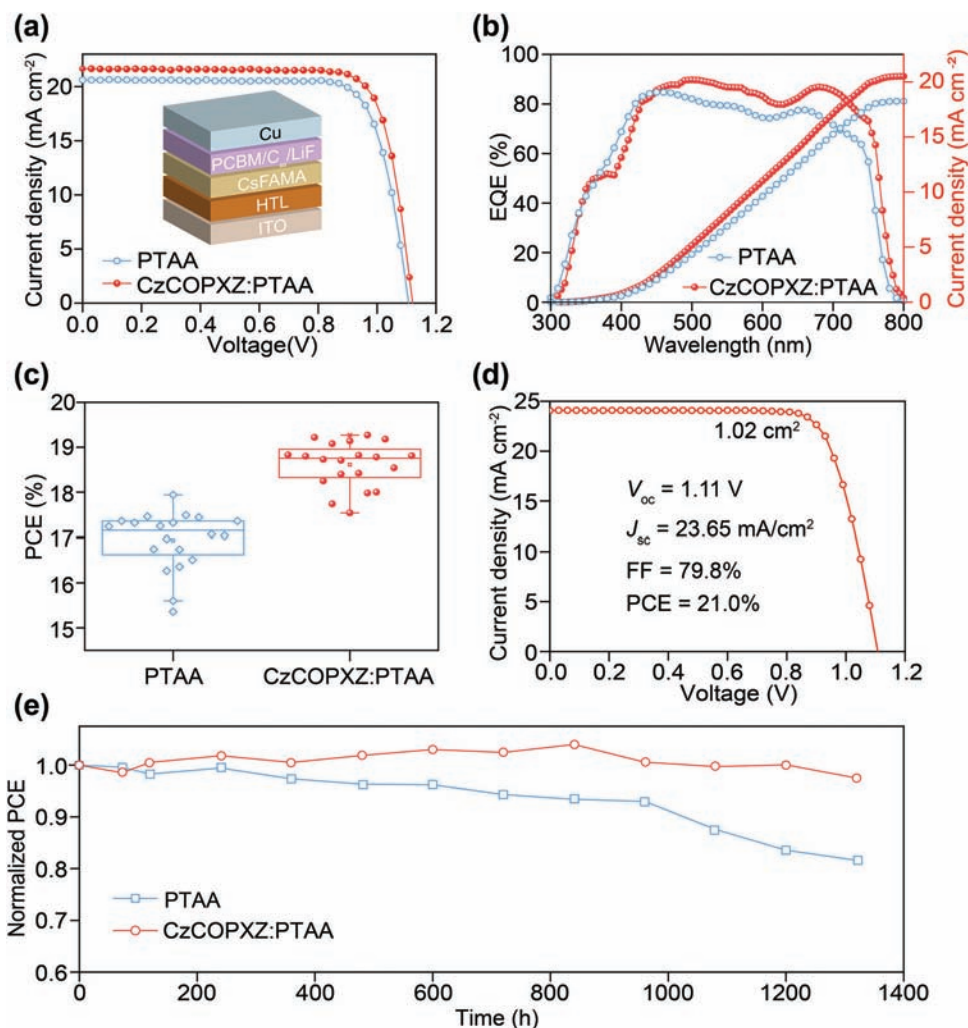 (a)
Current density (mA cm⁻²)
20
15
10
5
0
Cu
PCBM/C₆₀/LiF
CsFAMA
HTL
ITO
PTAA
CzCOPXZ:PTAA
0.0 0.2 0.4 0.6 0.8 1.0 1.2
Voltage(V)
(b)
EQE (%)
100
80
60
40
20
0
PTAA
CzCOPXZ:PTAA
300 400 500 600 700 800
Wavelength (nm)
20
15
10
5
0
Current density (mA cm⁻²)
(c)
PCE (%)
20
19
18
17
16
15
PTAA CzCOPXZ:PTAA
(d)
Current density (mA cm⁻²)
25
20
15
10
5
0
1.02 cm²
Voc = 1.11 V
Jsc = 23.65 mA/cm²
FF = 79.8%
PCE = 21.0%
0.0 0.2 0.4 0.6 0.8 1.0 1.2
Voltage (V)
(e)
Normalized PCE
1.0
0.9
0.8
0.7
0.6
PTAA
CzCOPXZ:PTAA
0 200 400 600 800 1000 1200 1400
Time (h)